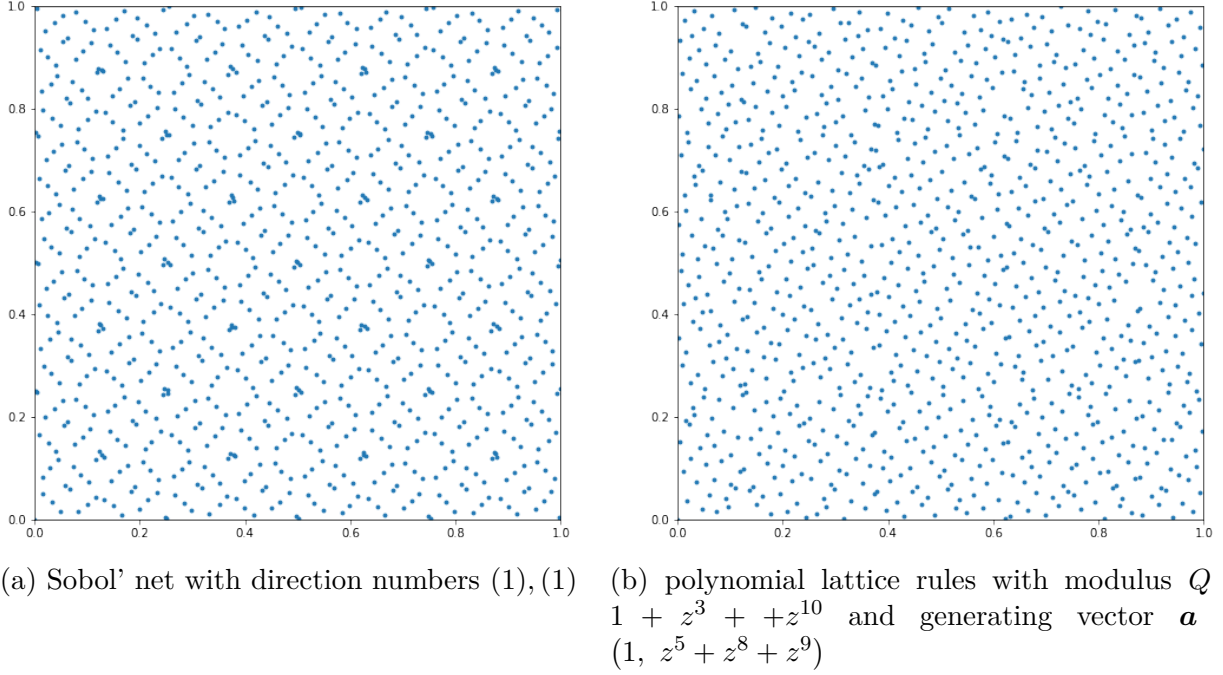 1.0
0.8
0.6
0.4
0.2
0.0
0.0 0.2 0.4 0.6 0.8 1.0
1.0
0.8
0.6
0.4
0.2
0.0
0.0 0.2 0.4 0.6 0.8 1.0
(a) Sobol' net with direction numbers (1), (1)
(b) polynomial lattice rules with modulus Q
1 + z^3 + +z^10 and generating vector a
(1, z^5 + z^8 + z^9)